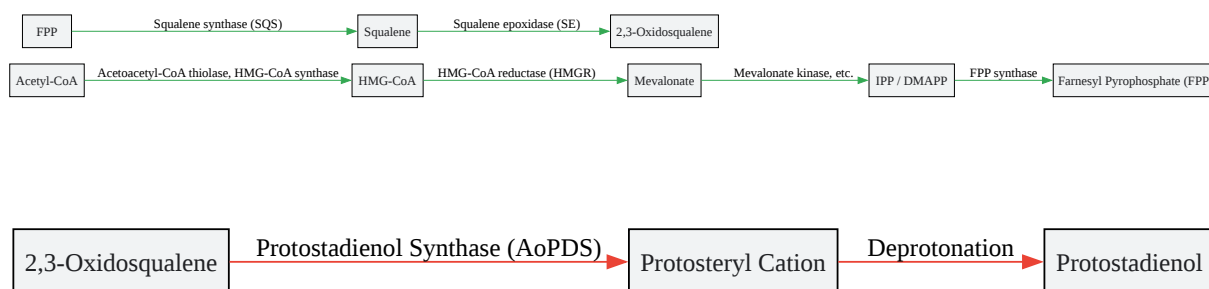 Squalene synthase (SQS) Squalene epoxidase (SE)
FPP Squalene 2,3-Oxidosqualene
Acetoacetyl-CoA thiolase, HMG-CoA synthase HMG-CoA reductase (HMGR) Mevalonate kinase, etc. FPP synthase
Acetyl-CoA HMG-CoA Mevalonate IPP / DMAPP Farnesyl Pyrophosphate (FPP
Protostadienol Synthase (AoPDS) Deprotonation
2,3-Oxidosqualene Protosteryl Cation Protostadienol